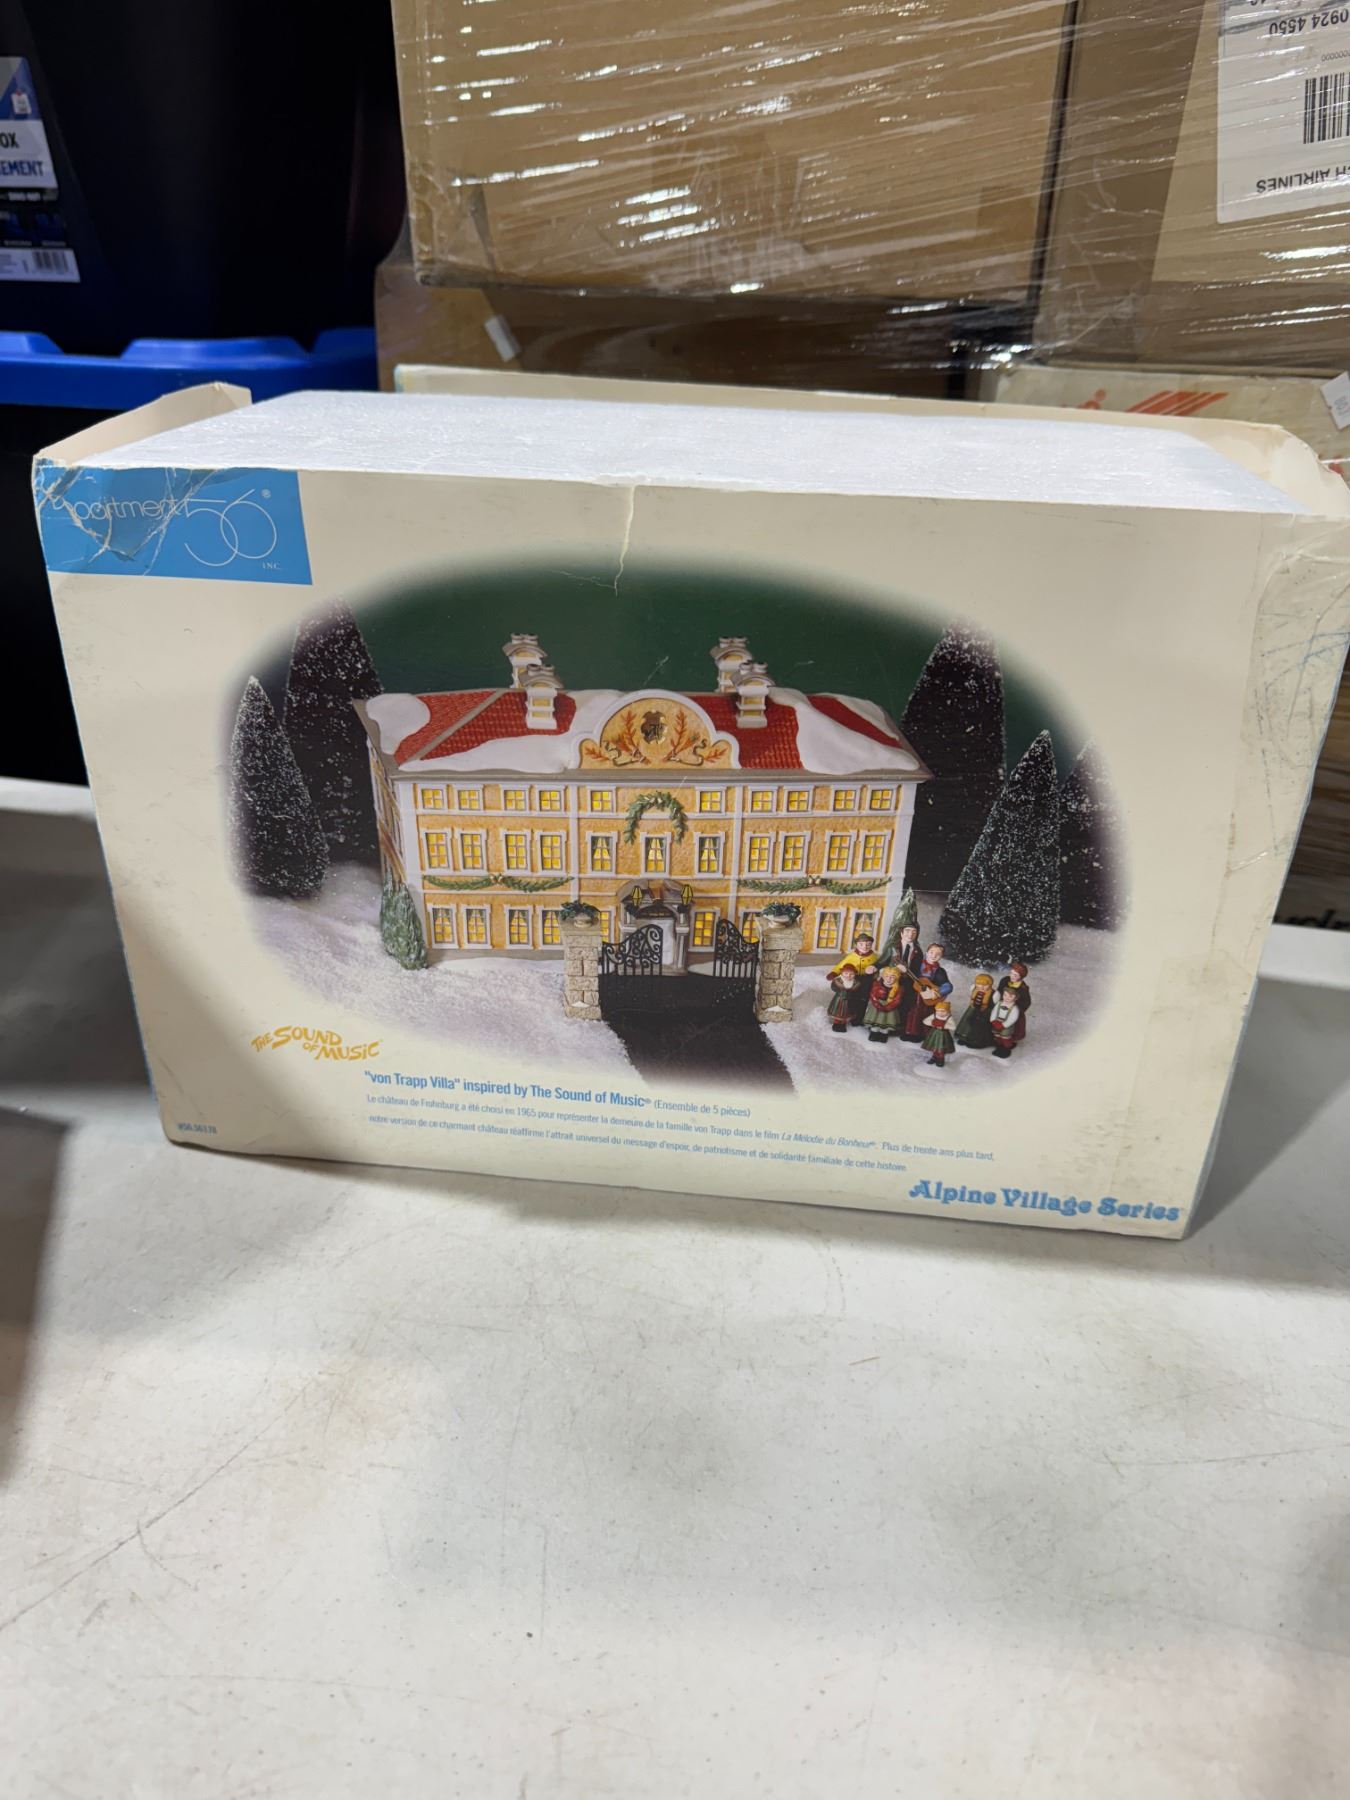 OX
EMENT
0924 4550
H AIRLINES
department 56®
INC.
THE SOUND
OF MUSIC
"von Trapp Villa" inspired by The Sound of Music® (Ensemble de 5 pièces)
Le château de Frohnburg a été choisi en 1965 pour représenter la demeure de la famille von Trapp dans le film La Mélodie du Bonheur. Plus de trente ans plus tard,
notre version de ce charmant château réaffirme l'attrait universel du message d'espoir, de patriotisme et de solidarité familiale de cette histoire.
Alpine Village Series